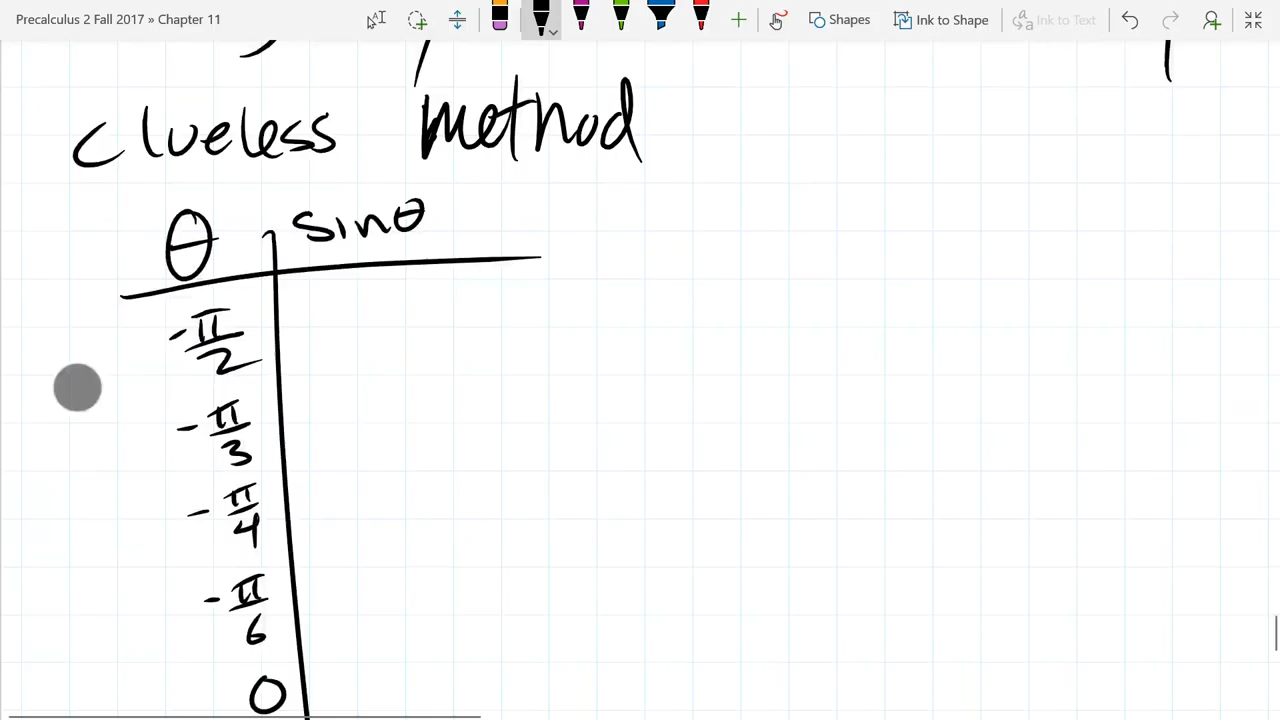 Precalculus 2 Fall 2017 » Chapter 11
Shapes
Ink to Shape
Ink to Text
clueless method
θ sinθ
-π/2
-π/3
-π/4
-π/6
0